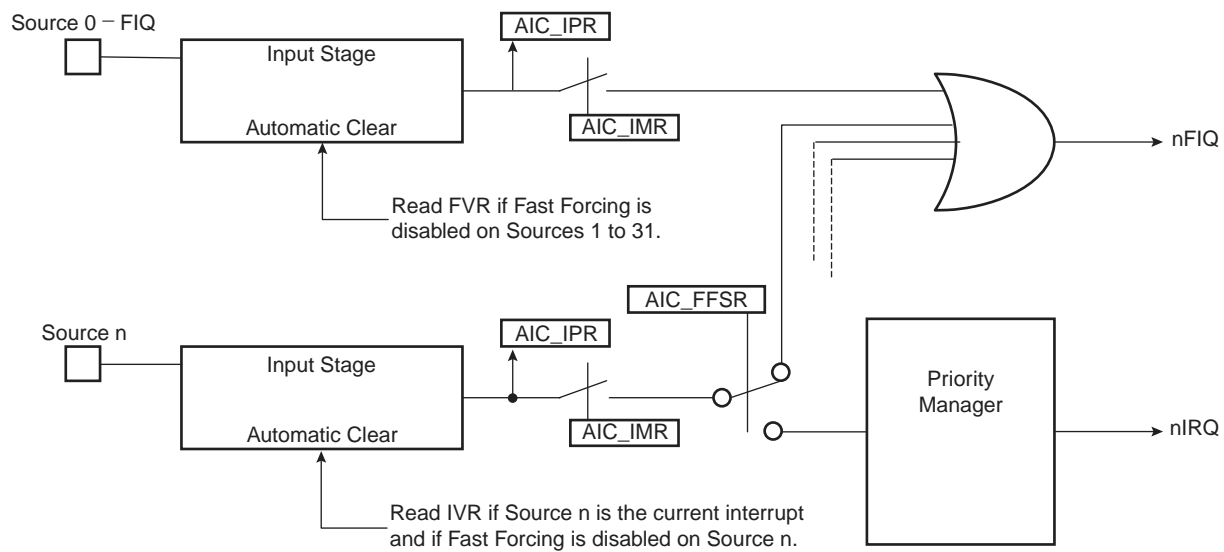 Source 0 – FIQ
AIC_IPR
Input Stage
Automatic Clear
AIC_IMR
nFIQ
Read FVR if Fast Forcing is
disabled on Sources 1 to 31.
AIC_FFSR
Source n
AIC_IPR
Input Stage
Priority
Manager
Automatic Clear
AIC_IMR
nIRQ
Read IVR if Source n is the current interrupt
and if Fast Forcing is disabled on Source n.